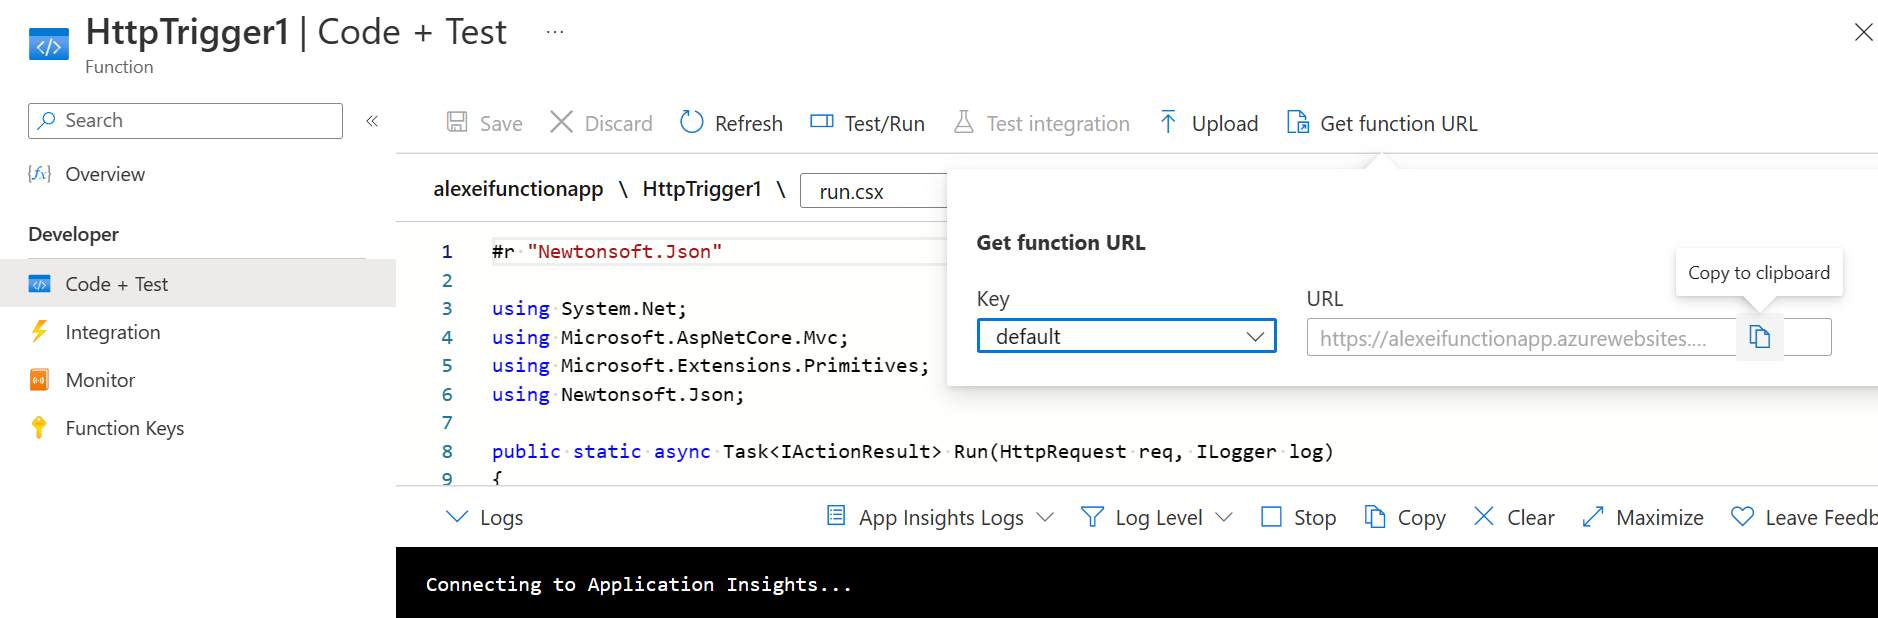 HttpTrigger1 | Code + Test ...
Function
Search «
Overview
Developer
Code + Test
Integration
Monitor
Function Keys
Save Discard Refresh Test/Run Test integration Upload Get function URL
alexeifunctionapp \ HttpTrigger1 \ run.csx
Get function URL
Copy to clipboard
Key URL
default https://alexeifunctionapp.azurewebsites....
1 #r "Newtonsoft.Json"
2
3 using System.Net;
4 using Microsoft.AspNetCore.Mvc;
5 using Microsoft.Extensions.Primitives;
6 using Newtonsoft.Json;
7
8 public static async Task<IActionResult> Run(HttpRequest req, ILogger log)
9 {
Logs App Insights Logs Log Level Stop Copy Clear Maximize Leave Feedb
Connecting to Application Insights...